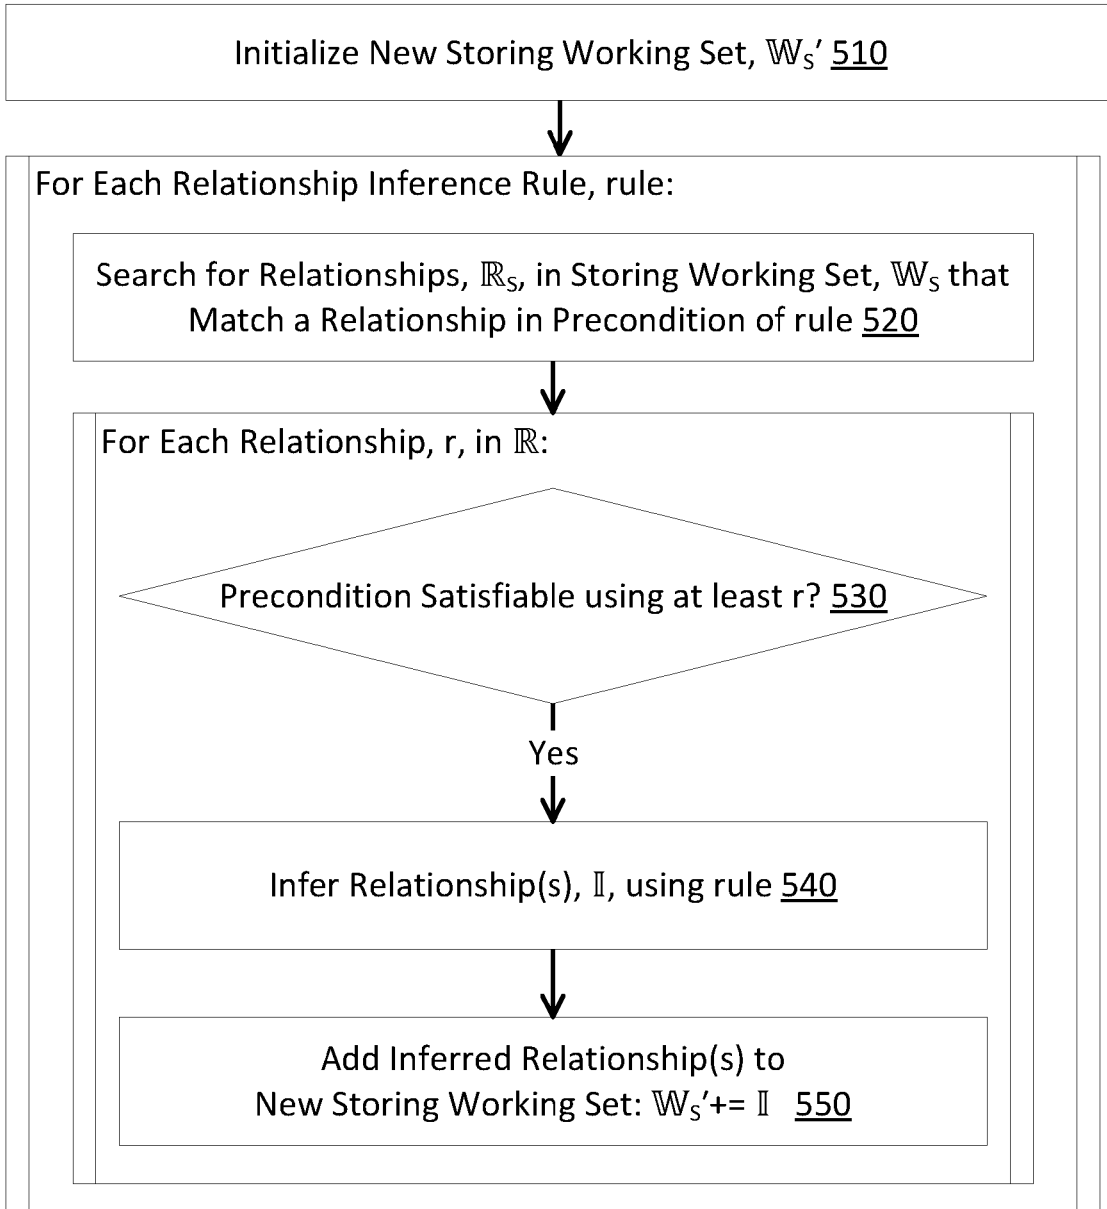 Initialize New Storing Working Set, 𝕎ₛ′ 510
For Each Relationship Inference Rule, rule:
Search for Relationships, ℝₛ, in Storing Working Set, 𝕎ₛ that
Match a Relationship in Precondition of rule 520
For Each Relationship, r, in ℝ:
Precondition Satisfiable using at least r? 530
Yes
Infer Relationship(s), 𝕀, using rule 540
Add Inferred Relationship(s) to
New Storing Working Set: 𝕎ₛ′+= 𝕀 550